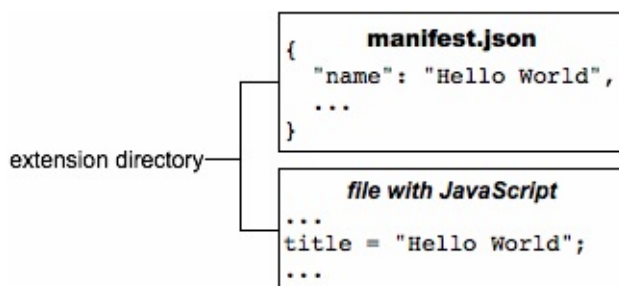 manifest.json
{
"name": "Hello World",
...
}
extension directory
file with JavaScript
...
title = "Hello World";
...